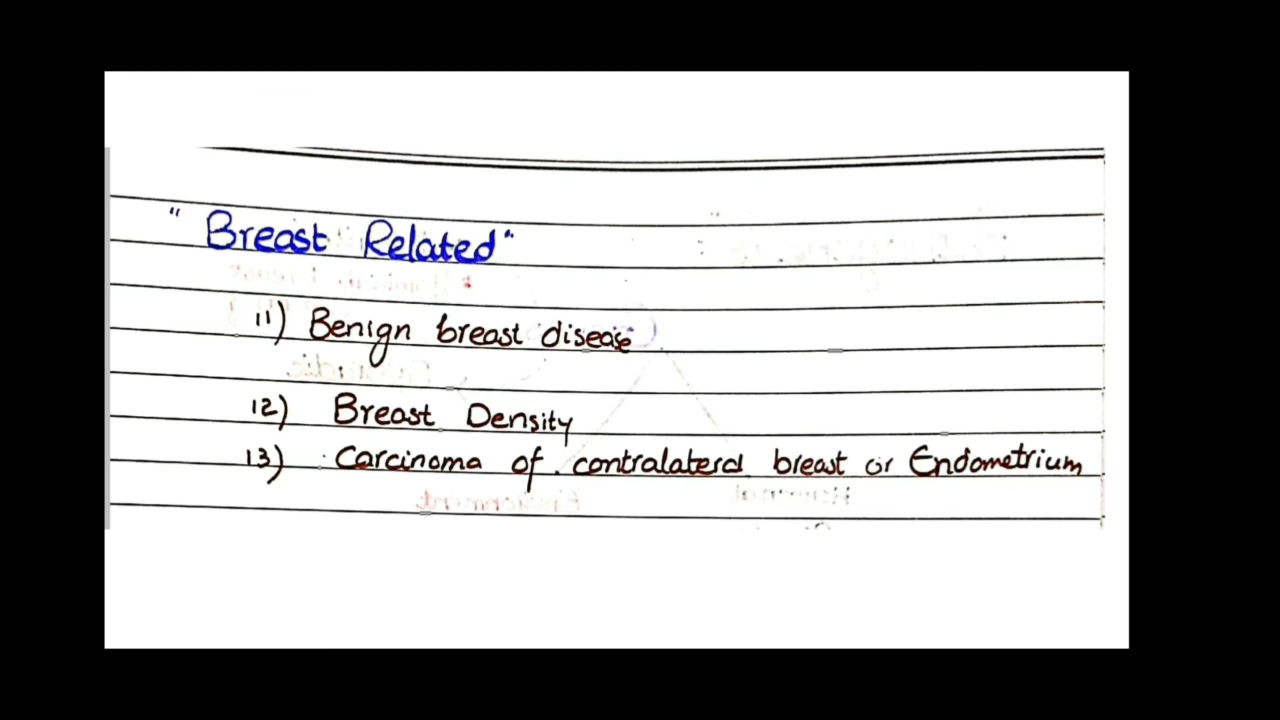 " Breast Related"
11) Benign breast disease
12) Breast Density
13) Carcinoma of contralateral breast or Endometrium